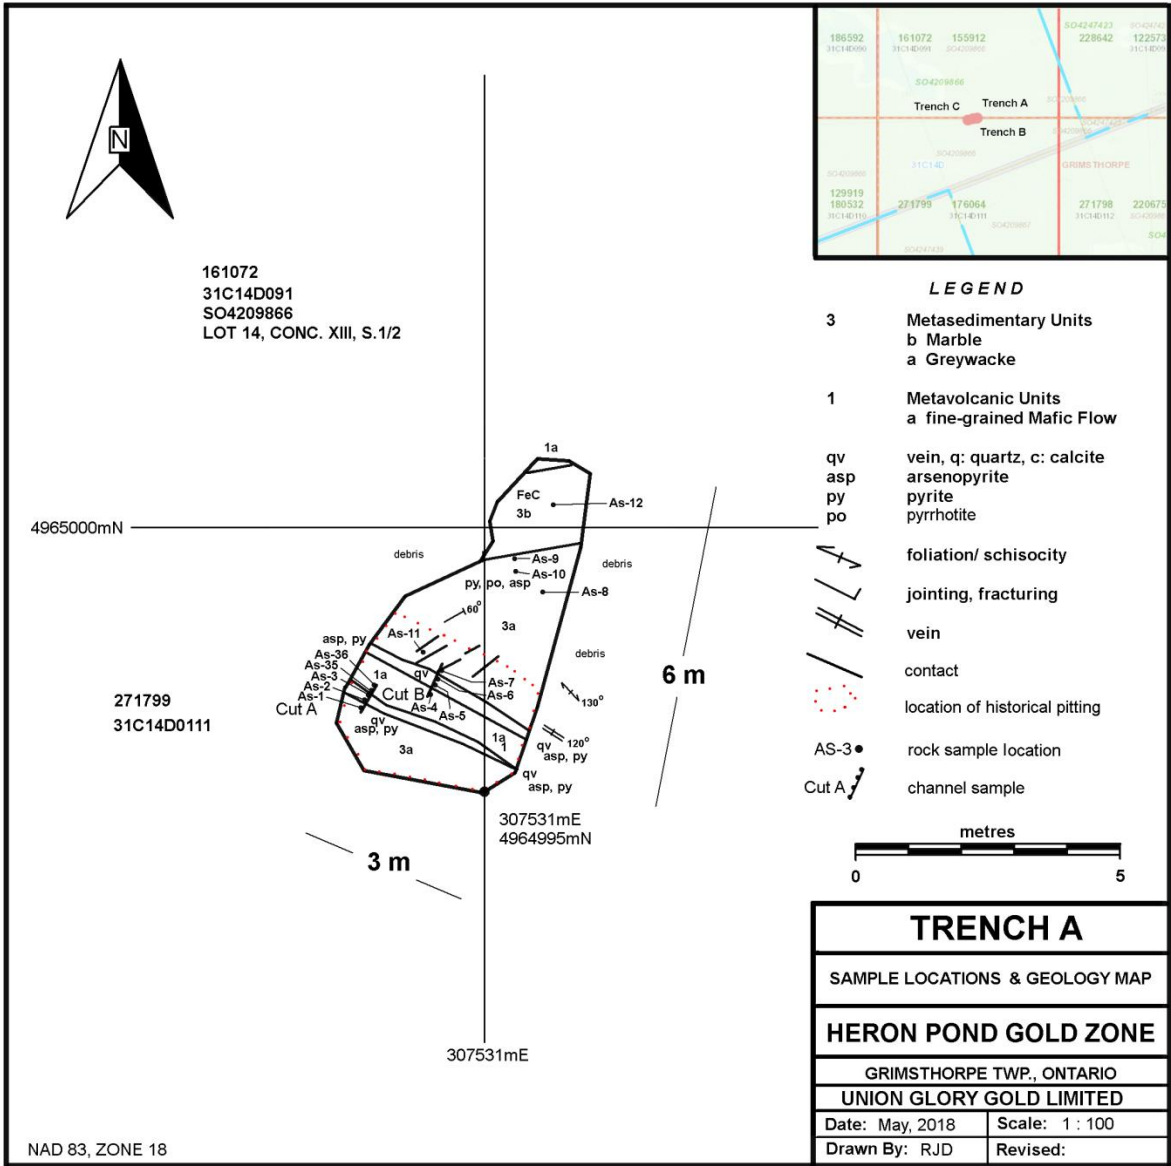 N
161072
31C14D091
SO4209866
LOT 14, CONC. XIII, S.1/2
186592
31C14D090
161072
31C14D091
155912
SO4209866
SO4247423
228642
122573
SO4209866
Trench C
Trench A
Trench B
SO4209866
31C14D
GRIMSTHORPE
129919
180532
31C14D110
271799
176064
31C14D111
SO4209867
271798
31C14D112
220675
SO4247439
LEGEND
3 Metasedimentary Units
b Marble
a Greywacke
1 Metavolcanic Units
a fine-grained Mafic Flow
qv vein, q: quartz, c: calcite
asp arsenopyrite
py pyrite
po pyrrhotite
foliation/ schisocity
jointing, fracturing
vein
contact
location of historical pitting
AS-3 rock sample location
Cut A channel sample
metres
0 5
4965000mN
1a
FeC
3b
As-12
debris
As-9
As-10
py, po, asp
As-8
debris
60°
3a
As-11
asp, py
As-36
As-35
As-3
As-2
As-1
Cut A
1a
qv
Cut B
As-7
As-6
As-4
As-5
debris
130°
6 m
271799
31C14D0111
qv
asp, py
3a
1a
1
qv
asp, py
120°
qv
asp, py
307531mE
4964995mN
3 m
307531mE
NAD 83, ZONE 18
TRENCH A
SAMPLE LOCATIONS & GEOLOGY MAP
HERON POND GOLD ZONE
GRIMSTHORPE TWP., ONTARIO
UNION GLORY GOLD LIMITED
Date: May, 2018 Scale: 1 : 100
Drawn By: RJD Revised: